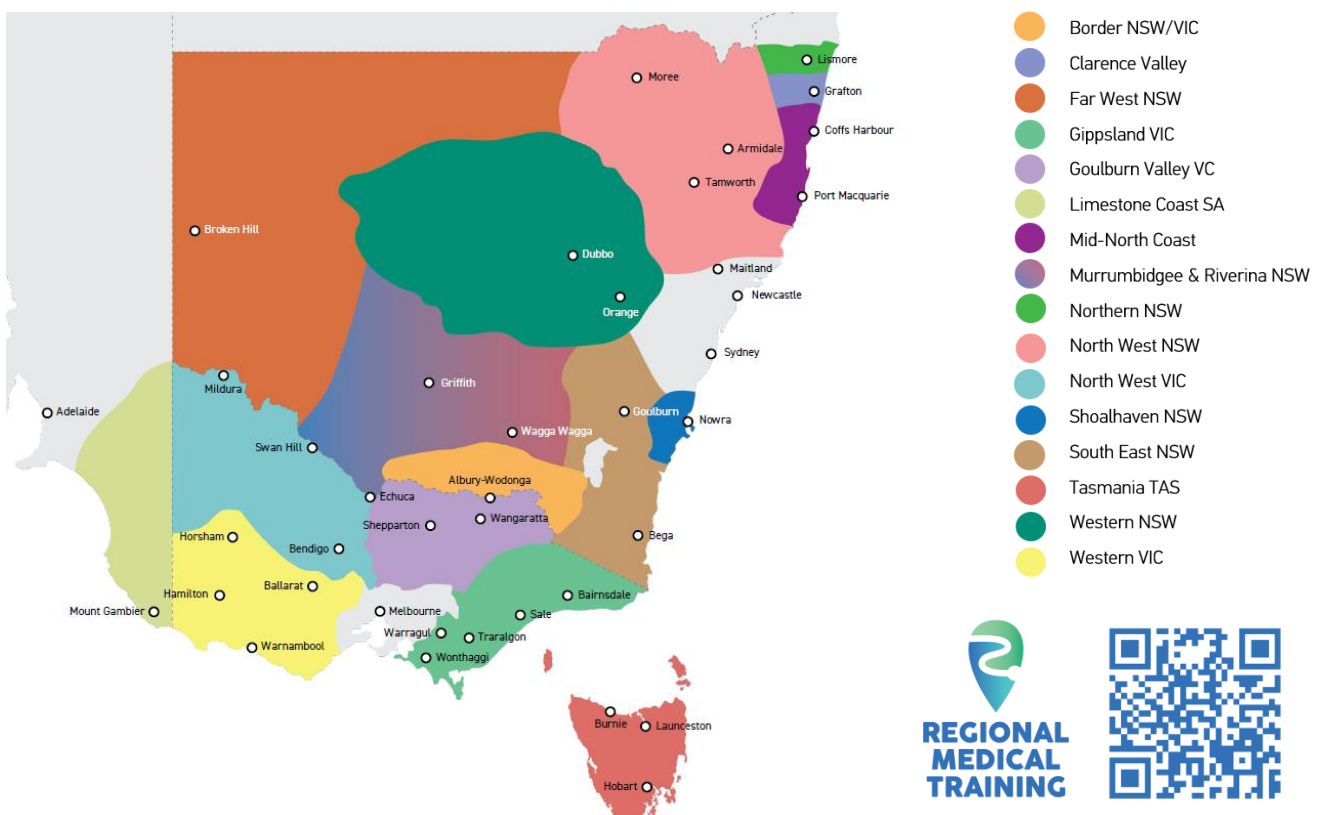 Moree
Lismore
Grafton
Coffs Harbour
Armidale
Tamworth
Port Macquarie
Broken Hill
Dubbo
Maitland
Orange
Newcastle
Sydney
Mildura
Griffith
Adelaide
Goulburn
Nowra
Wagga Wagga
Swan Hill
Albury-Wodonga
Echuca
Shepparton
Wangaratta
Horsham
Bega
Bendigo
Ballarat
Hamilton
Bairnsdale
Mount Gambier
Melbourne
Sale
Warragul
Traralgon
Warnambool
Wonthaggi
Burnie
Launceston
Hobart
Border NSW/VIC
Clarence Valley
Far West NSW
Gippsland VIC
Goulburn Valley VC
Limestone Coast SA
Mid-North Coast
Murrumbidgee & Riverina NSW
Northern NSW
North West NSW
North West VIC
Shoalhaven NSW
South East NSW
Tasmania TAS
Western NSW
Western VIC
REGIONAL
MEDICAL
TRAINING